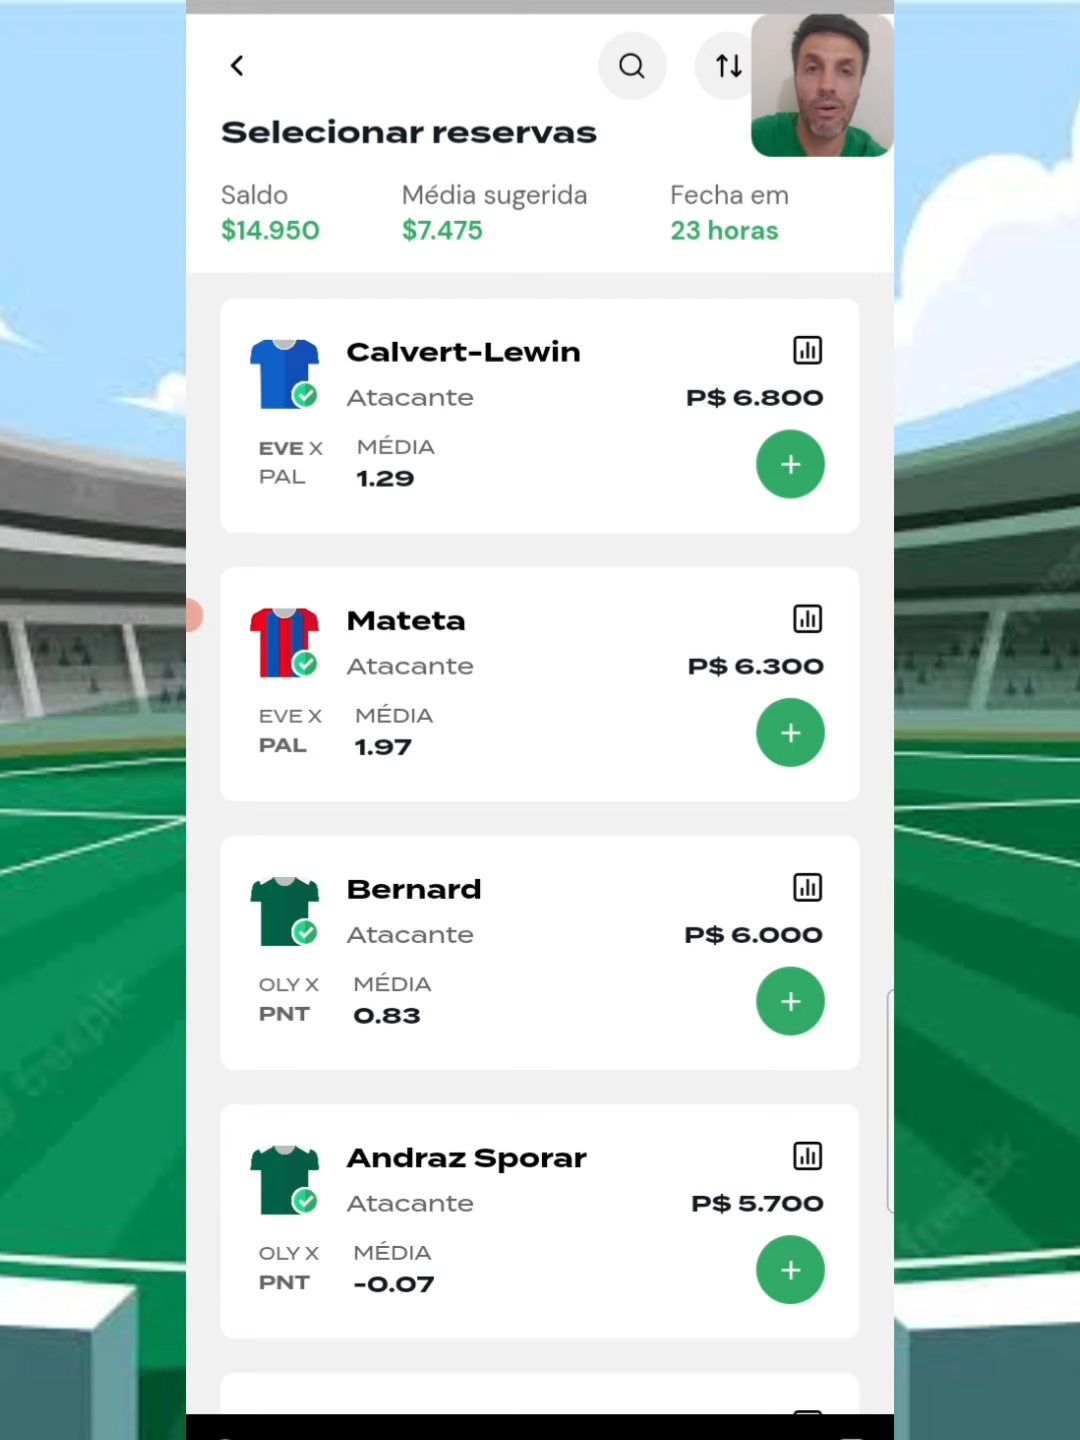 Selecionar reservas
Saldo Média sugerida Fecha em
$14.950 $7.475 23 horas
Calvert-Lewin
Atacante P$ 6.800
EVE X MÉDIA
PAL 1.29
Mateta
Atacante P$ 6.300
EVE X MÉDIA
PAL 1.97
Bernard
Atacante P$ 6.000
OLY X MÉDIA
PNT 0.83
Andraz Sporar
Atacante P$ 5.700
OLY X MÉDIA
PNT -0.07